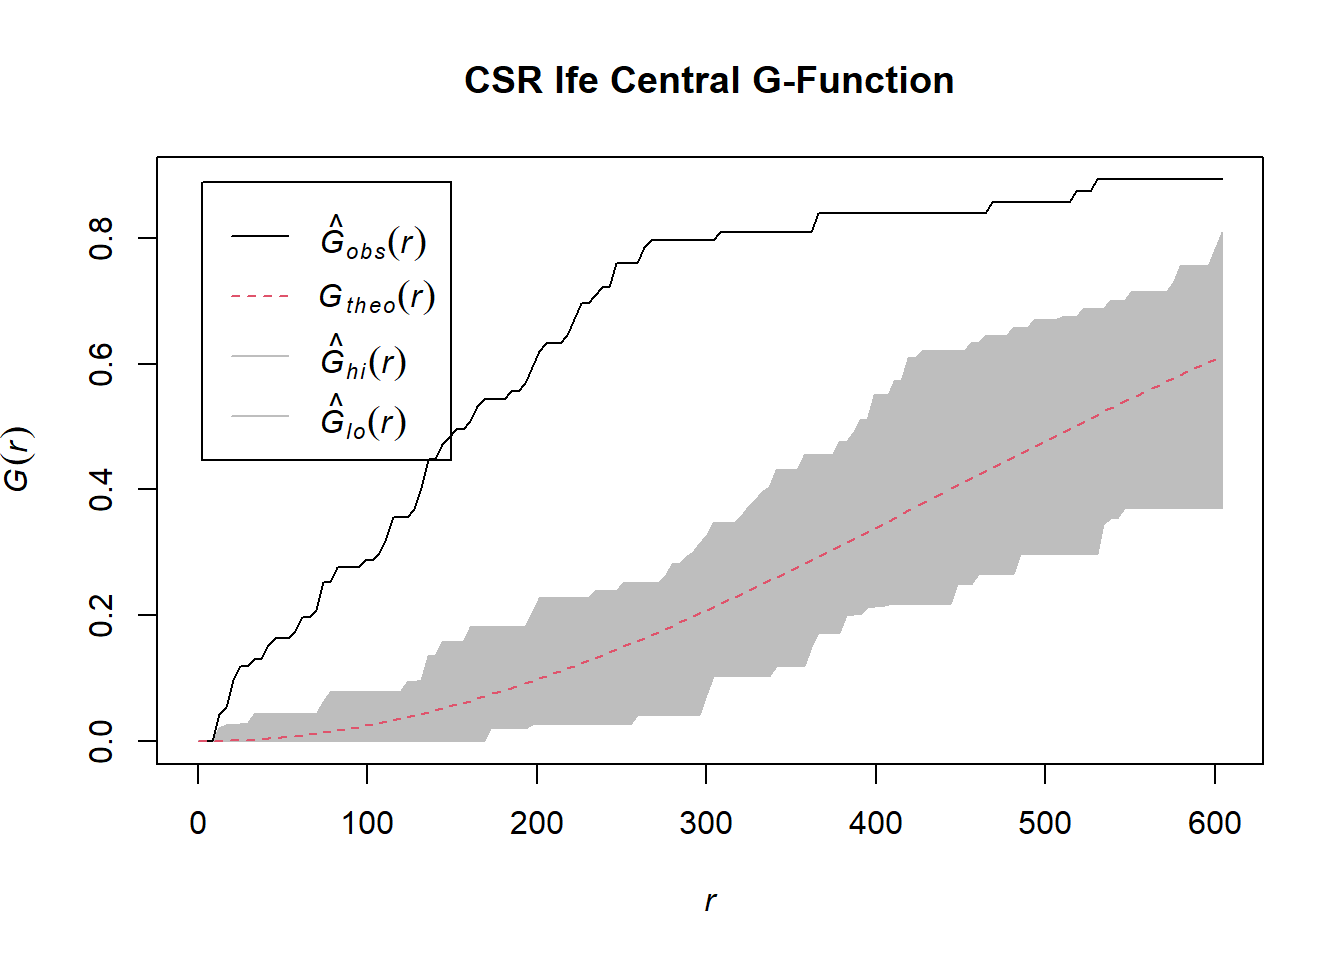 CSR Ife Central G-Function
Ĝobs(r)
Gtheo(r)
Ĝhi(r)
Ĝlo(r)
G(r)
0.8
0.6
0.4
0.2
0.0
0 100 200 300 400 500 600
r